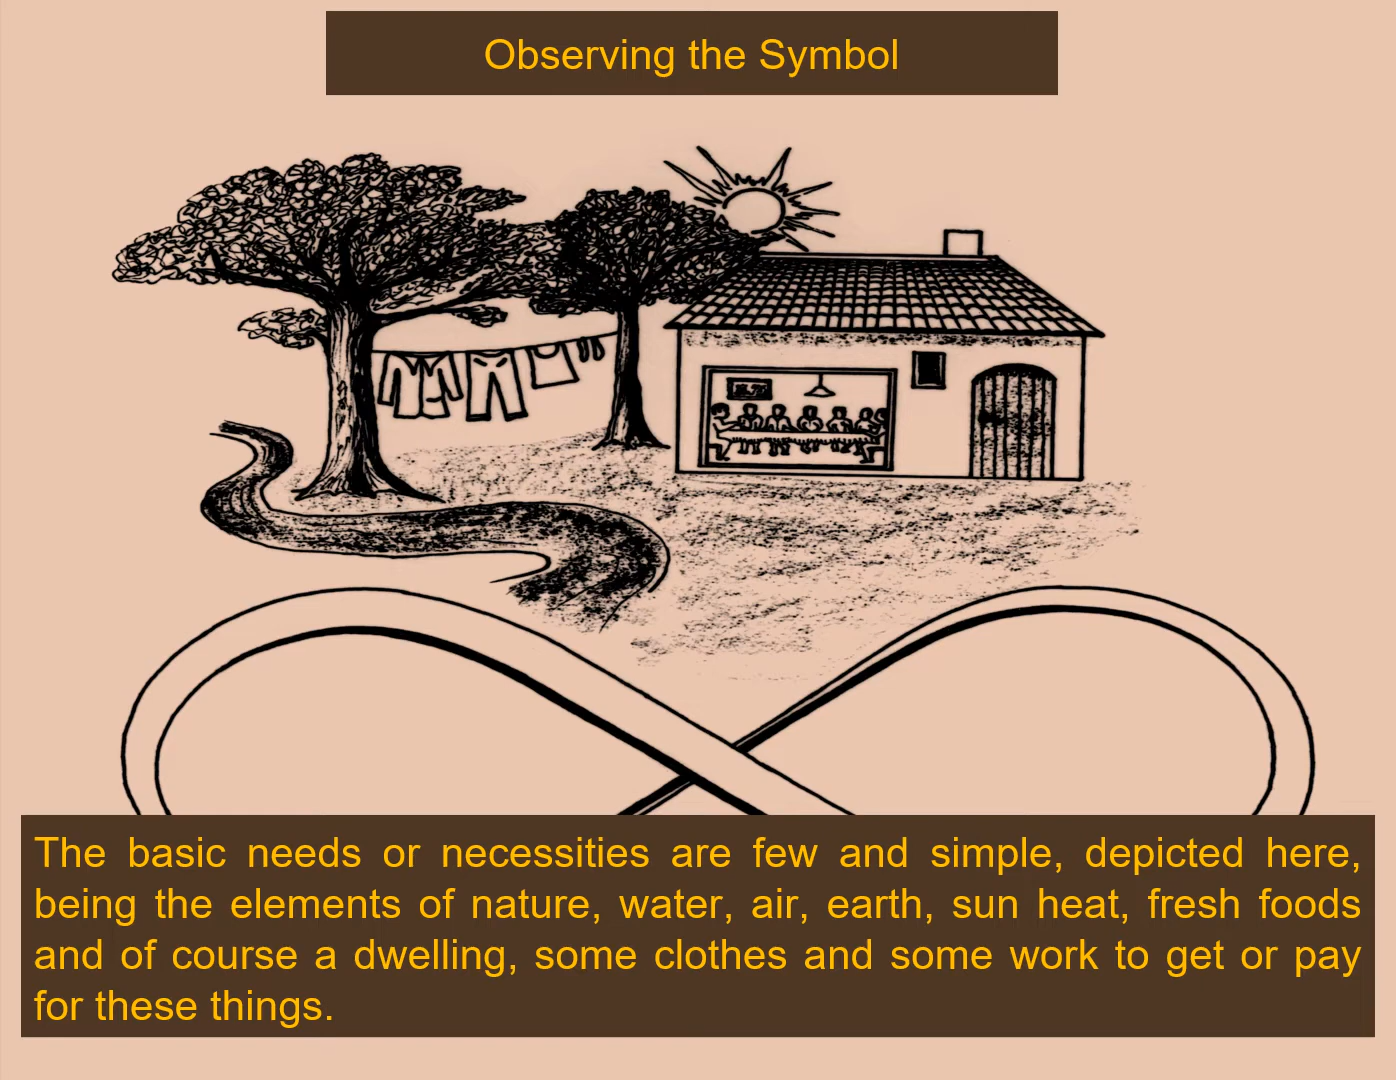 Observing the Symbol
The basic needs or necessities are few and simple, depicted here,
being the elements of nature, water, air, earth, sun heat, fresh foods
and of course a dwelling, some clothes and some work to get or pay
for these things.